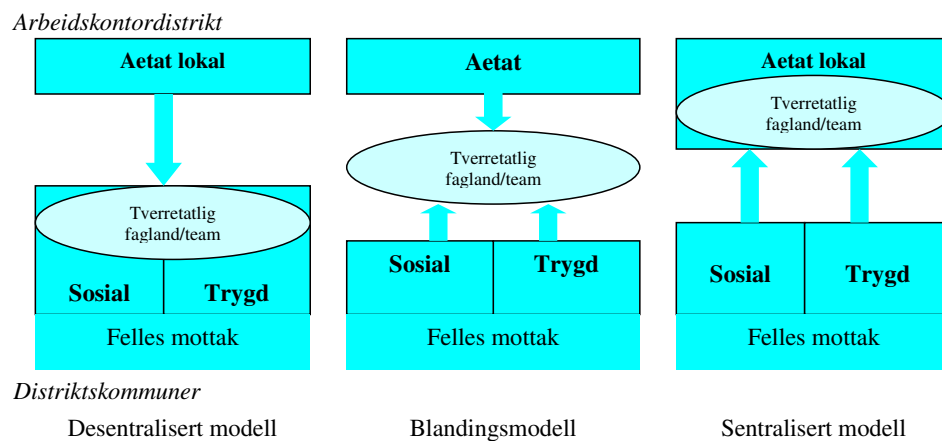 Arbeidskontordistrikt
Aetat lokal
Tverretatlig
fagland/team
Sosial Trygd
Felles mottak
Aetat
Tverretatlig
fagland/team
Sosial Trygd
Felles mottak
Aetat lokal
Tverretatlig
fagland/team
Sosial Trygd
Felles mottak
Distriktskommuner
Desentralisert modell Blandingsmodell Sentralisert modell